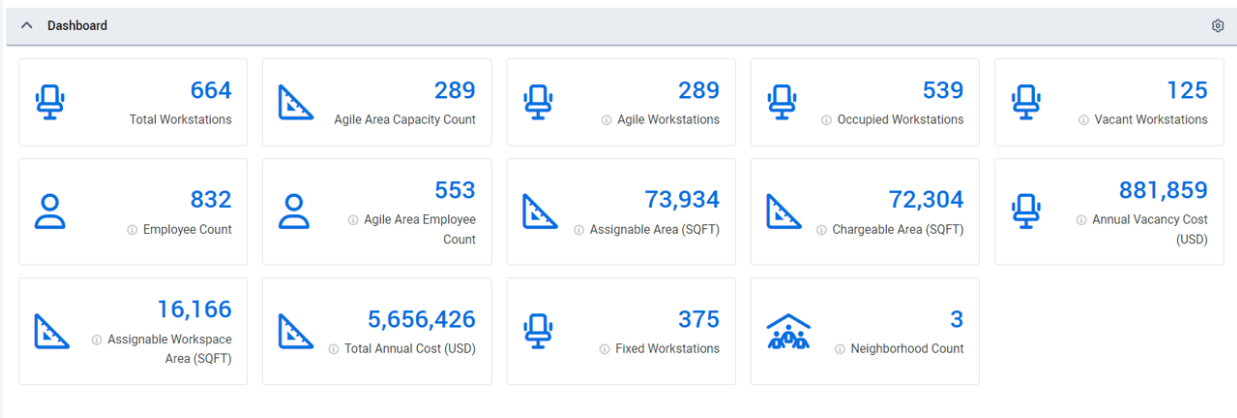 Dashboard
664
Total Workstations
289
Agile Area Capacity Count
289
Agile Workstations
539
Occupied Workstations
125
Vacant Workstations
832
Employee Count
553
Agile Area Employee
Count
73,934
Assignable Area (SQFT)
72,304
Chargeable Area (SQFT)
881,859
Annual Vacancy Cost
(USD)
16,166
Assignable Workspace
Area (SQFT)
5,656,426
Total Annual Cost (USD)
375
Fixed Workstations
3
Neighborhood Count